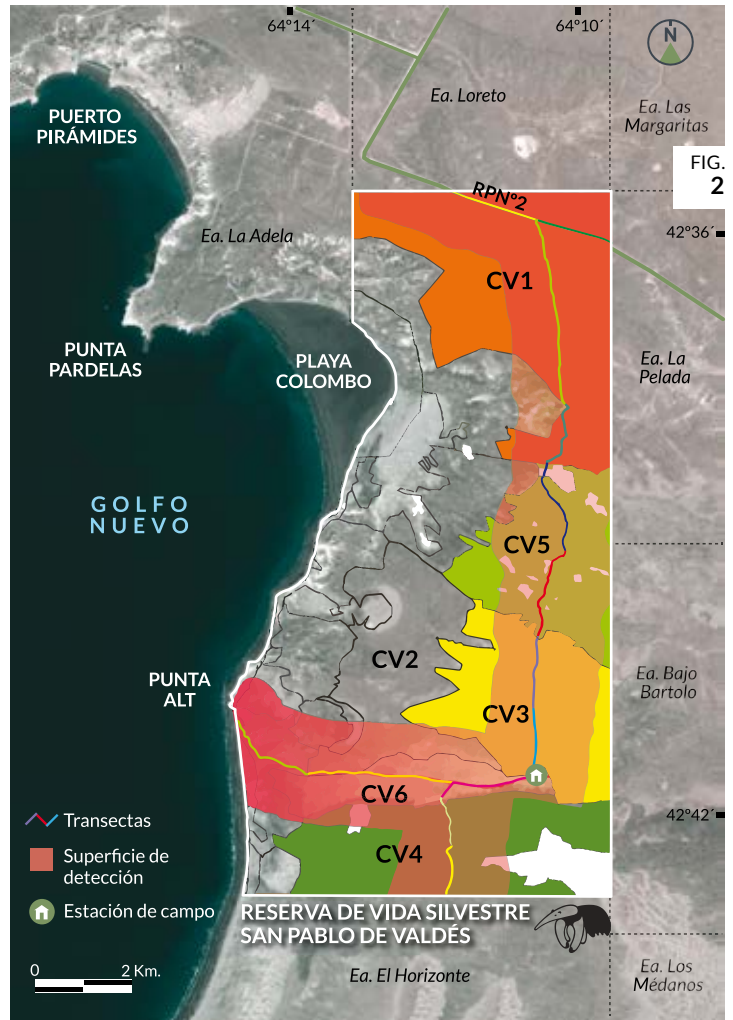 64°14´
64°10´
N
Ea. Loreto
Ea. Las
Margaritas
PUERTO
PIRÁMIDES
FIG.
2
RPNº2
Ea. La Adela
42°36´
CV1
PUNTA
PARDELAS
PLAYA
COLOMBO
Ea. La
Pelada
GOLFO
NUEVO
CV5
CV2
Ea. Bajo
Bartolo
PUNTA
ALT
CV3
CV6
42°42´
Transectas
CV4
Superficie de
detección
Estación de campo
RESERVA DE VIDA SILVESTRE
SAN PABLO DE VALDÉS
0 2 Km.
Ea. El Horizonte
Ea. Los
Médanos